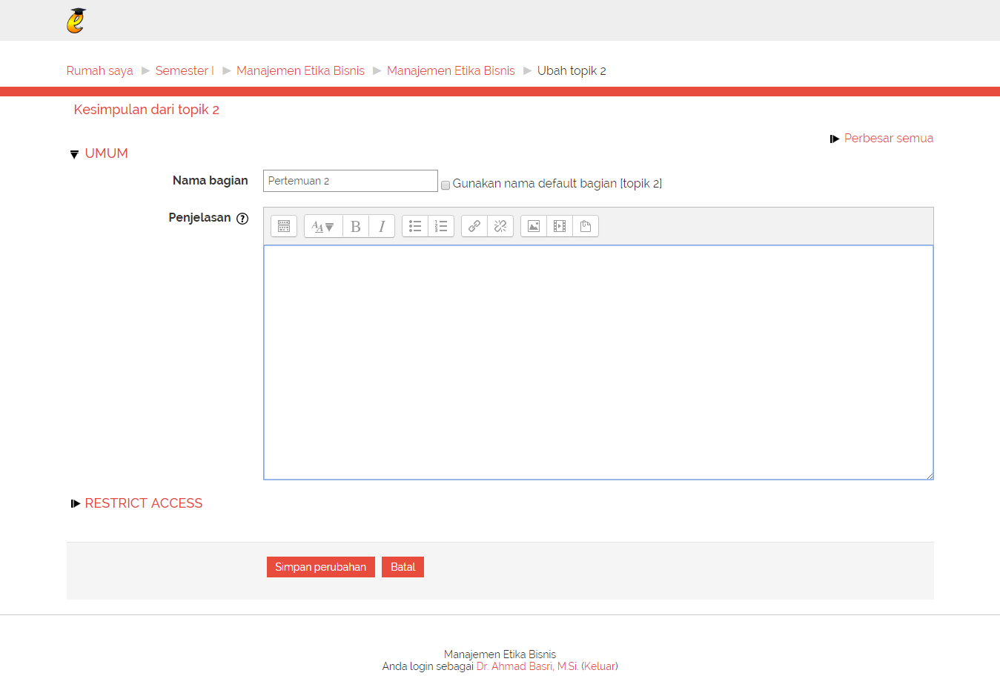 Rumah saya ▶ Semester I ▶ Manajemen Etika Bisnis ▶ Manajemen Etika Bisnis ▶ Ubah topik 2
Kesimpulan dari topik 2
Perbesar semua
UMUM
Nama bagian Pertemuan 2 Gunakan nama default bagian [topik 2]
Penjelasan
RESTRICT ACCESS
Simpan perubahan Batal
Manajemen Etika Bisnis
Anda login sebagai Dr. Ahmad Basri, M.Si. (Keluar)